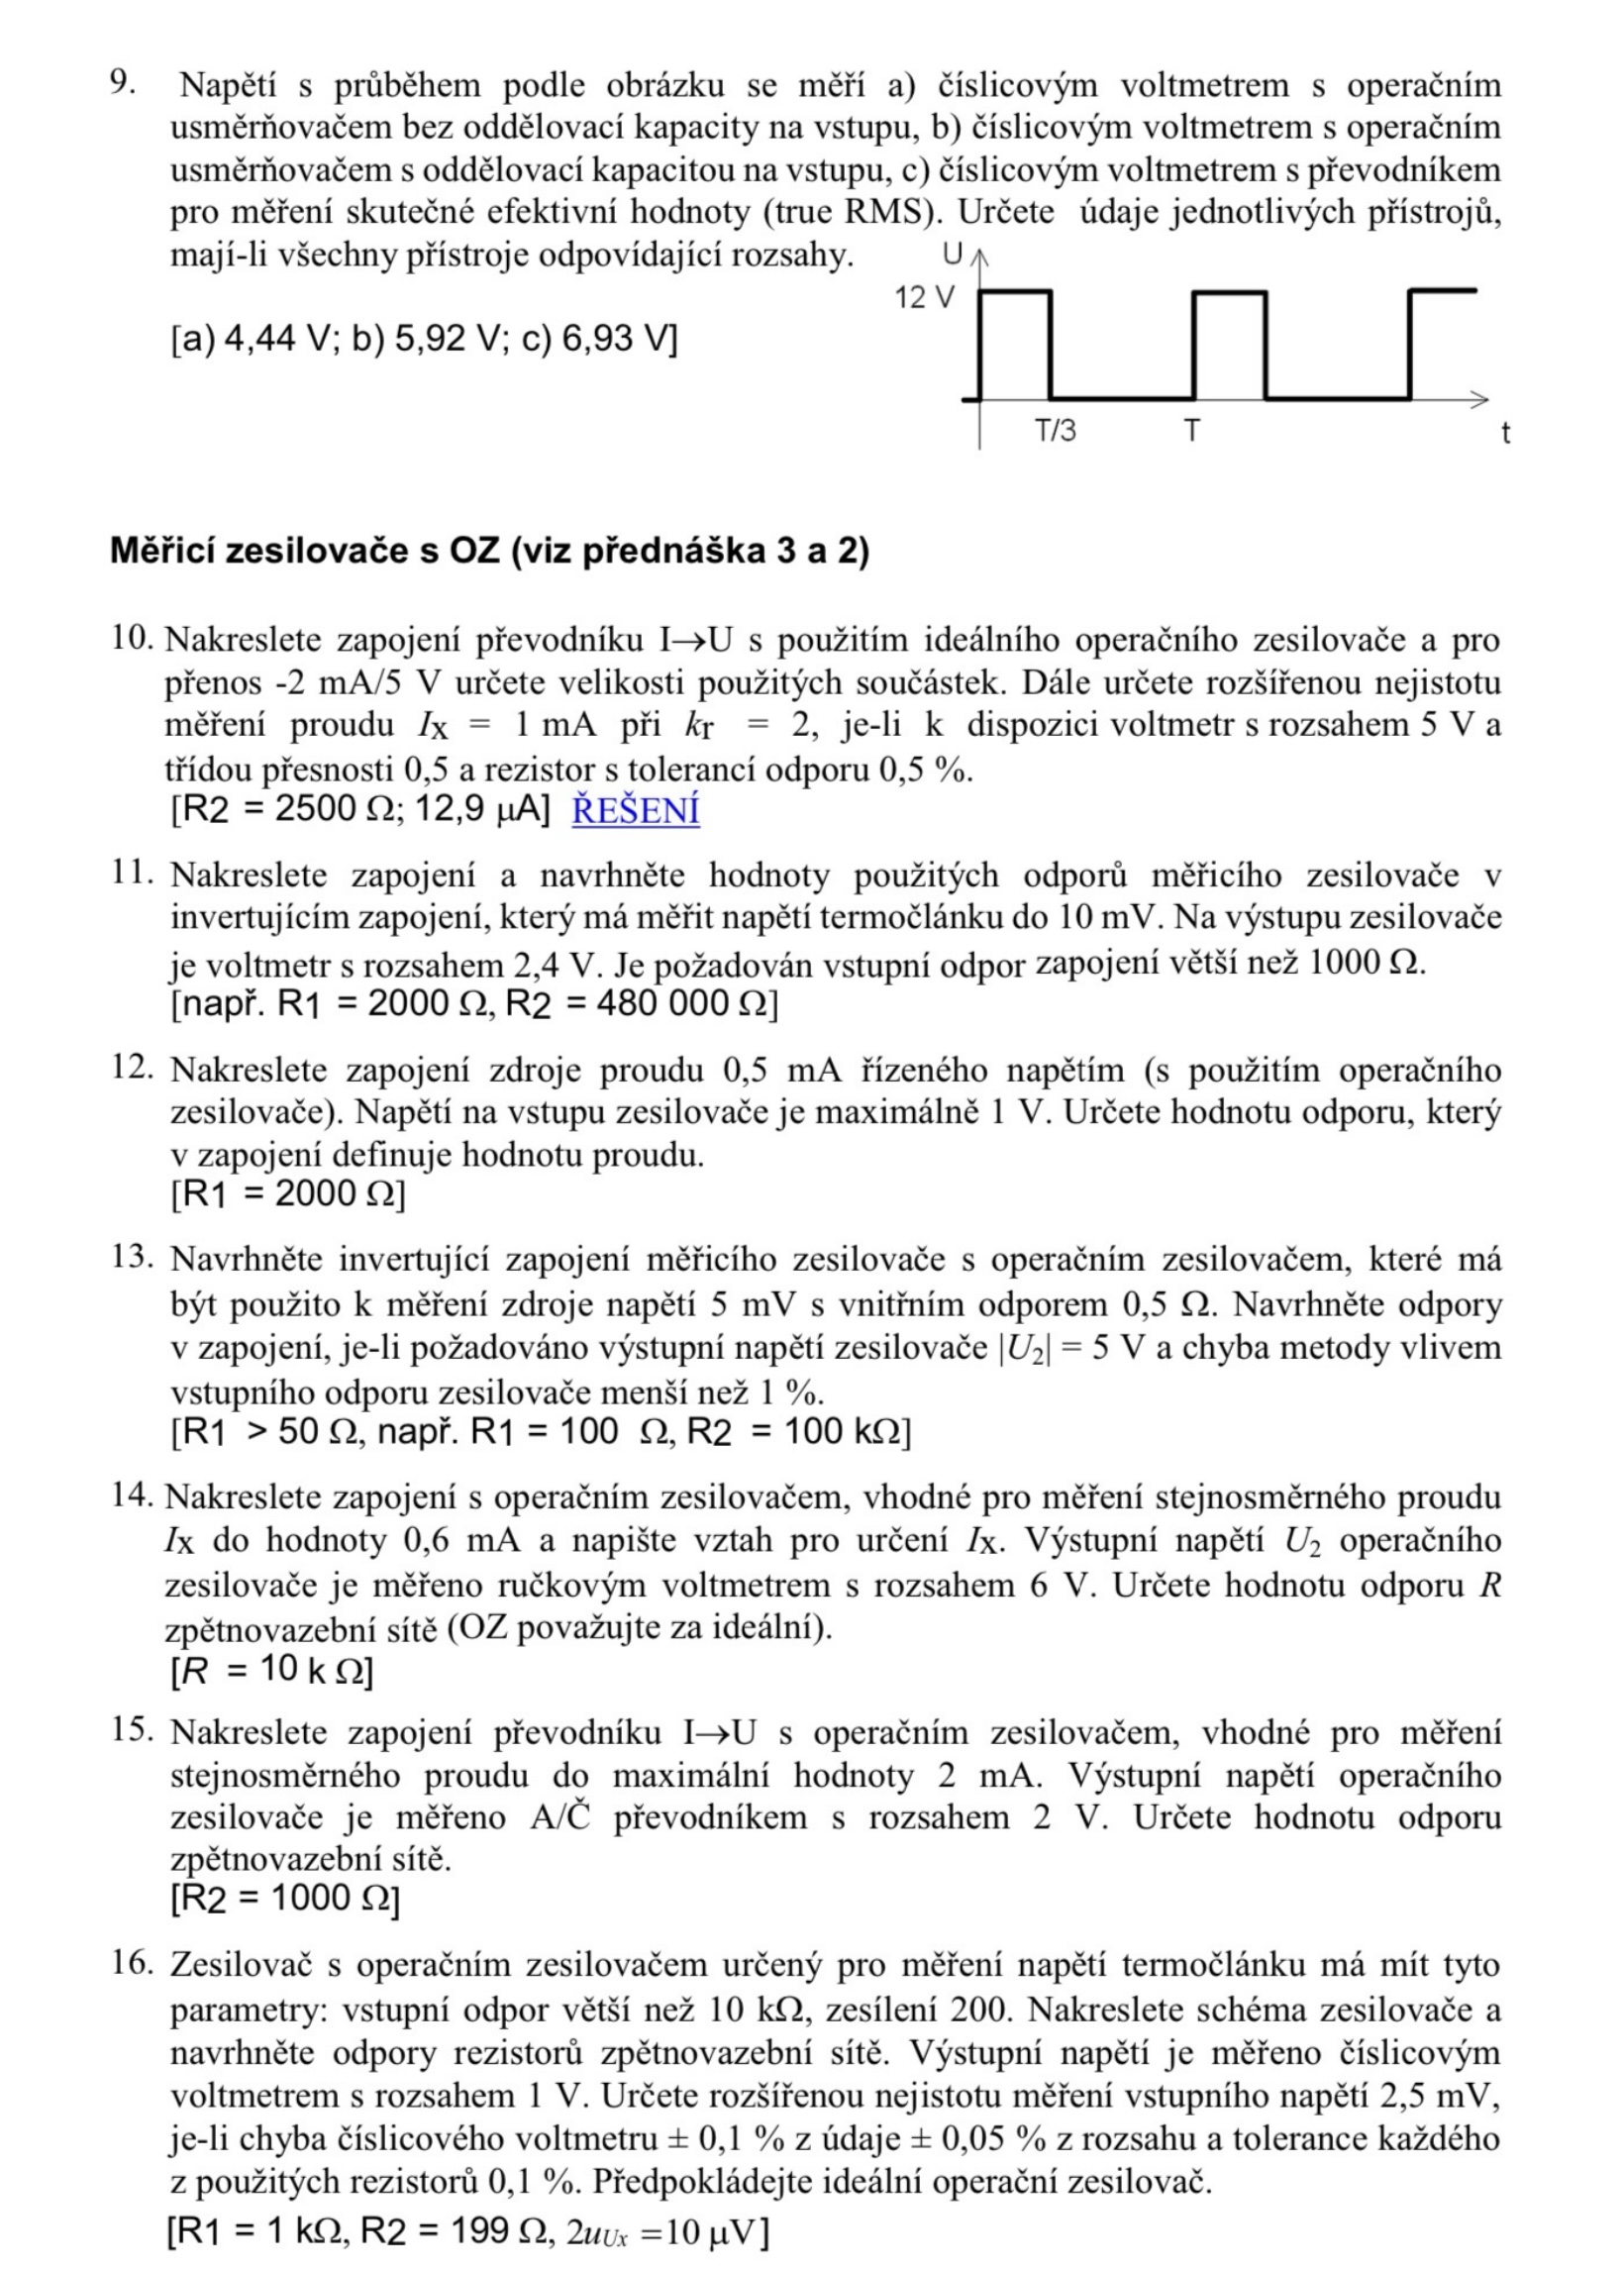 9. Napětí s průběhem podle obrázku se měří a) číslicovým voltmetrem s operačním
usměrňovačem bez oddělovací kapacity na vstupu, b) číslicovým voltmetrem s operačním
usměrňovačem s oddělovací kapacitou na vstupu, c) číslicovým voltmetrem s převodníkem
pro měření skutečné efektivní hodnoty (true RMS). Určete údaje jednotlivých přístrojů,
mají-li všechny přístroje odpovídající rozsahy.
U
12 V
[a) 4,44 V; b) 5,92 V; c) 6,93 V]
T/3 T t
Měřicí zesilovače s OZ (viz přednáška 3 a 2)
10. Nakreslete zapojení převodníku I→U s použitím ideálního operačního zesilovače a pro
přenos -2 mA/5 V určete velikosti použitých součástek. Dále určete rozšířenou nejistotu
měření proudu IX = 1 mA při kr = 2, je-li k dispozici voltmetr s rozsahem 5 V a
třídou přesnosti 0,5 a rezistor s tolerancí odporu 0,5 %.
[R2 = 2500 Ω; 12,9 μA] ŘEŠENÍ
11. Nakreslete zapojení a navrhněte hodnoty použitých odporů měřicího zesilovače v
invertujícím zapojení, který má měřit napětí termočlánku do 10 mV. Na výstupu zesilovače
je voltmetr s rozsahem 2,4 V. Je požadován vstupní odpor zapojení větší než 1000 Ω.
[např. R1 = 2000 Ω, R2 = 480 000 Ω]
12. Nakreslete zapojení zdroje proudu 0,5 mA řízeného napětím (s použitím operačního
zesilovače). Napětí na vstupu zesilovače je maximálně 1 V. Určete hodnotu odporu, který
v zapojení definuje hodnotu proudu.
[R1 = 2000 Ω]
13. Navrhněte invertující zapojení měřicího zesilovače s operačním zesilovačem, které má
být použito k měření zdroje napětí 5 mV s vnitřním odporem 0,5 Ω. Navrhněte odpory
v zapojení, je-li požadováno výstupní napětí zesilovače |U2| = 5 V a chyba metody vlivem
vstupního odporu zesilovače menší než 1 %.
[R1 > 50 Ω, např. R1 = 100 Ω, R2 = 100 kΩ]
14. Nakreslete zapojení s operačním zesilovačem, vhodné pro měření stejnosměrného proudu
IX do hodnoty 0,6 mA a napište vztah pro určení IX. Výstupní napětí U2 operačního
zesilovače je měřeno ručkovým voltmetrem s rozsahem 6 V. Určete hodnotu odporu R
zpětnovazební sítě (OZ považujte za ideální).
[R = 10 k Ω]
15. Nakreslete zapojení převodníku I→U s operačním zesilovačem, vhodné pro měření
stejnosměrného proudu do maximální hodnoty 2 mA. Výstupní napětí operačního
zesilovače je měřeno A/Č převodníkem s rozsahem 2 V. Určete hodnotu odporu
zpětnovazební sítě.
[R2 = 1000 Ω]
16. Zesilovač s operačním zesilovačem určený pro měření napětí termočlánku má mít tyto
parametry: vstupní odpor větší než 10 kΩ, zesílení 200. Nakreslete schéma zesilovače a
navrhněte odpory rezistorů zpětnovazební sítě. Výstupní napětí je měřeno číslicovým
voltmetrem s rozsahem 1 V. Určete rozšířenou nejistotu měření vstupního napětí 2,5 mV,
je-li chyba číslicového voltmetru ± 0,1 % z údaje ± 0,05 % z rozsahu a tolerance každého
z použitých rezistorů 0,1 %. Předpokládejte ideální operační zesilovač.
[R1 = 1 kΩ, R2 = 199 Ω, 2uUx =10 μV]